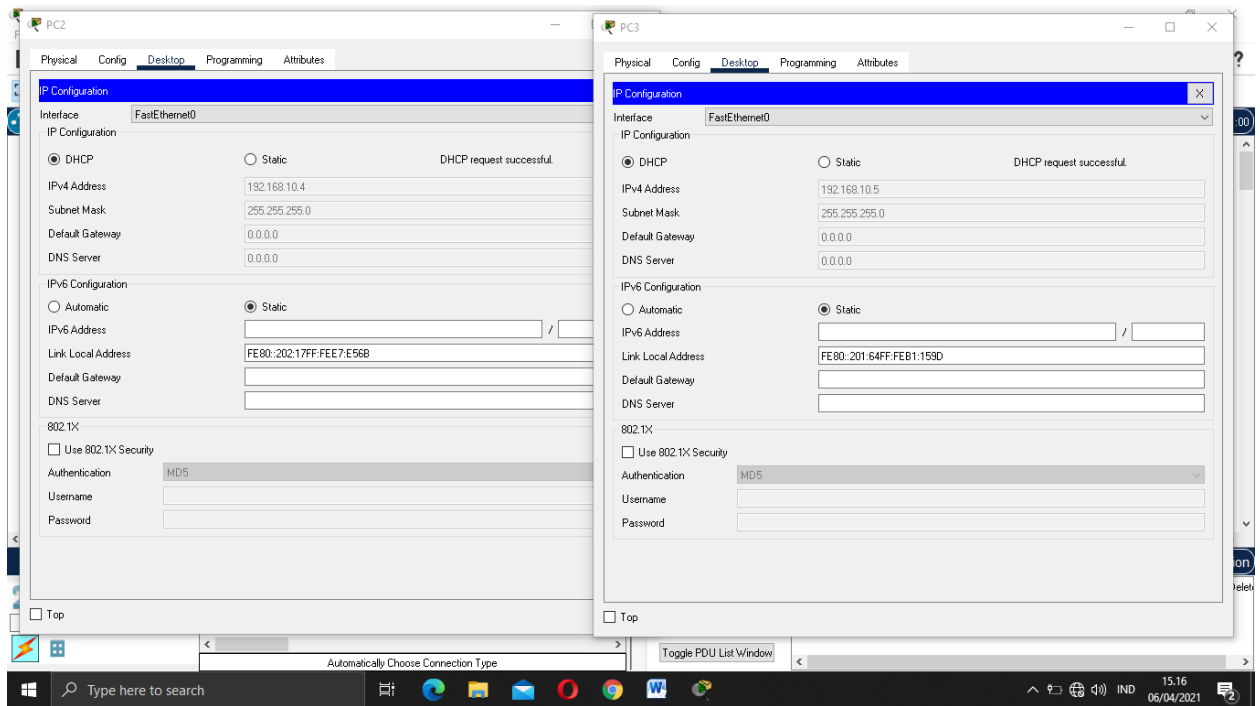 PC2
Physical Config Desktop Programming Attributes
IP Configuration
Interface FastEthernet0
IP Configuration
DHCP Static DHCP request successful.
IPv4 Address 192.168.10.4
Subnet Mask 255.255.255.0
Default Gateway 0.0.0.0
DNS Server 0.0.0.0
IPv6 Configuration
Automatic Static
IPv6 Address /
Link Local Address FE80::202:17FF:FEE7:E56B
Default Gateway
DNS Server
802.1X
Use 802.1X Security
Authentication MD5
Username
Password
Top
PC3
Physical Config Desktop Programming Attributes
IP Configuration X
Interface FastEthernet0
IP Configuration
DHCP Static DHCP request successful.
IPv4 Address 192.168.10.5
Subnet Mask 255.255.255.0
Default Gateway 0.0.0.0
DNS Server 0.0.0.0
IPv6 Configuration
Automatic Static
IPv6 Address /
Link Local Address FE80::201:64FF:FEB1:159D
Default Gateway
DNS Server
802.1X
Use 802.1X Security
Authentication MD5
Username
Password
Top
?
:00
Toggle PDU List Window
Automatically Choose Connection Type
Type here to search
IND
15.16
06/04/2021
2